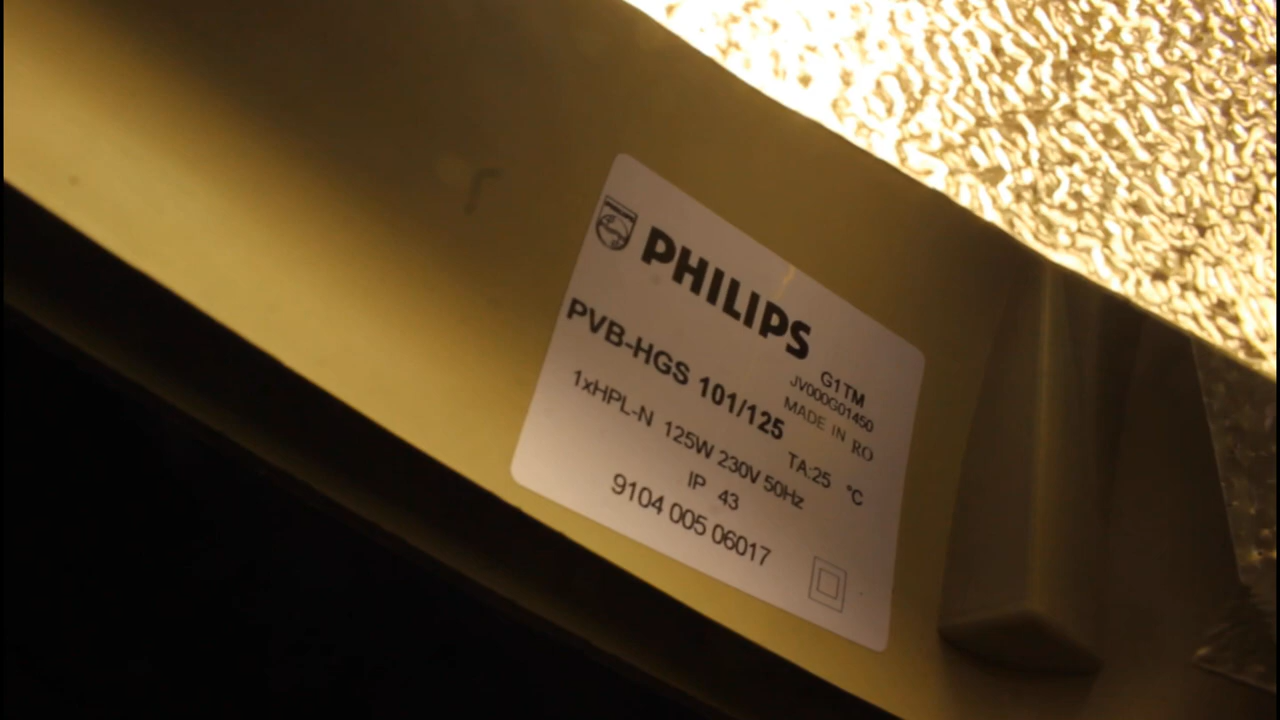 PHILIPS
G1TM
JV000G01450
PVB-HGS 101/125 MADE IN RO
1xHPL-N 125W 230V 50Hz TA:25 °C
IP 43
9104 005 06017